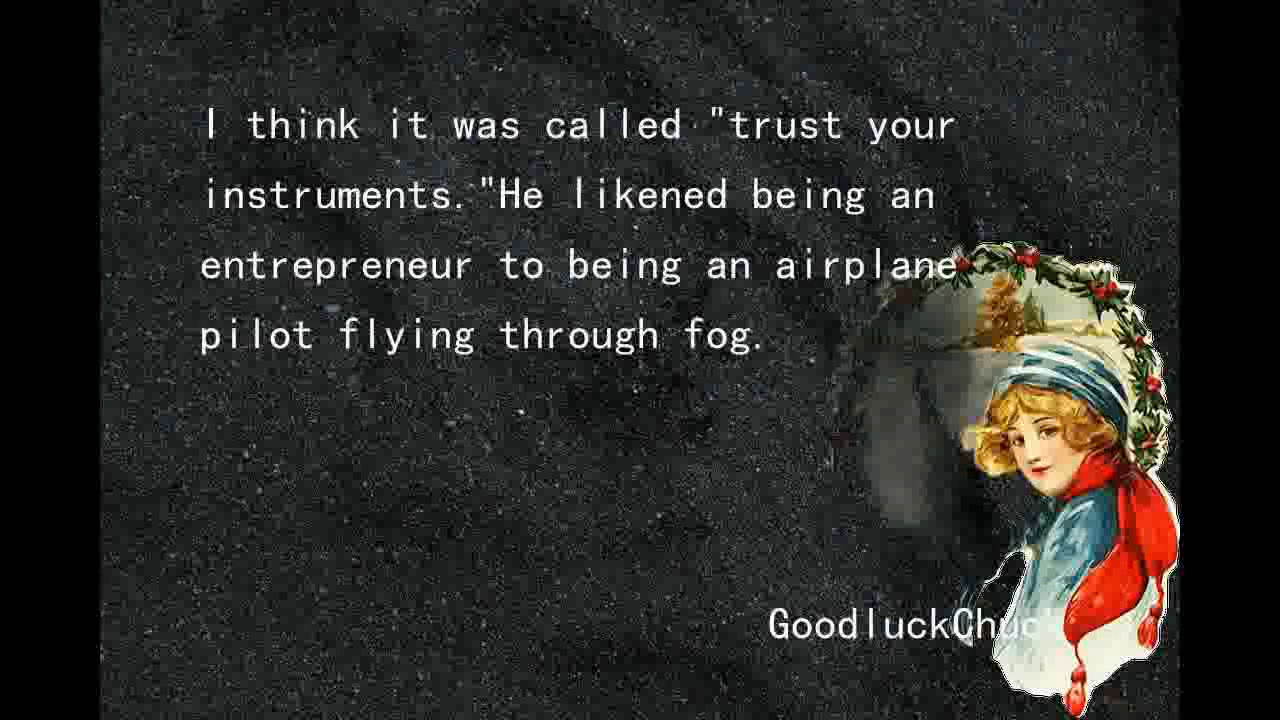 I think it was called "trust your
instruments."He likened being an
entrepreneur to being an airplane
pilot flying through fog.
GoodluckChuc